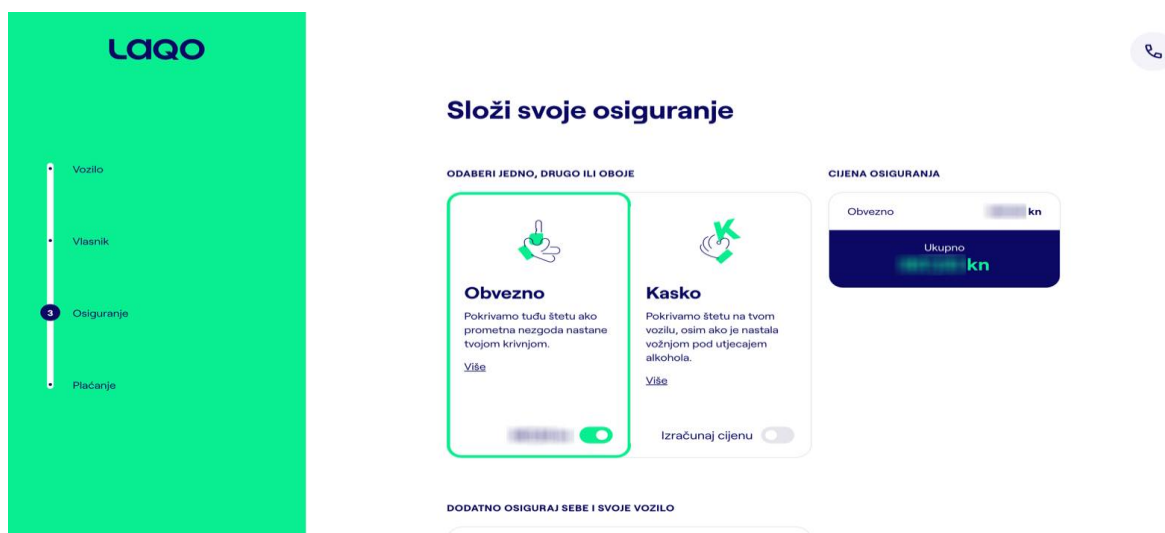 LAQO
Vozilo
Vlasnik
3
Osiguranje
Plaćanje
Složi svoje osiguranje
ODABERI JEDNO, DRUGO ILI OBOJE
Obvezno
Pokrivamo tuđu štetu ako
prometna nezgoda nastane
tvojom krivnjom.
Više
K
Kasko
Pokrivamo štetu na tvom
vozilu, osim ako je nastala
vožnjom pod utjecajem
alkohola.
Više
Izračunaj cijenu
CIJENA OSIGURANJA
Obvezno kn
Ukupno
kn
DODATNO OSIGURAJ SEBE I SVOJE VOZILO